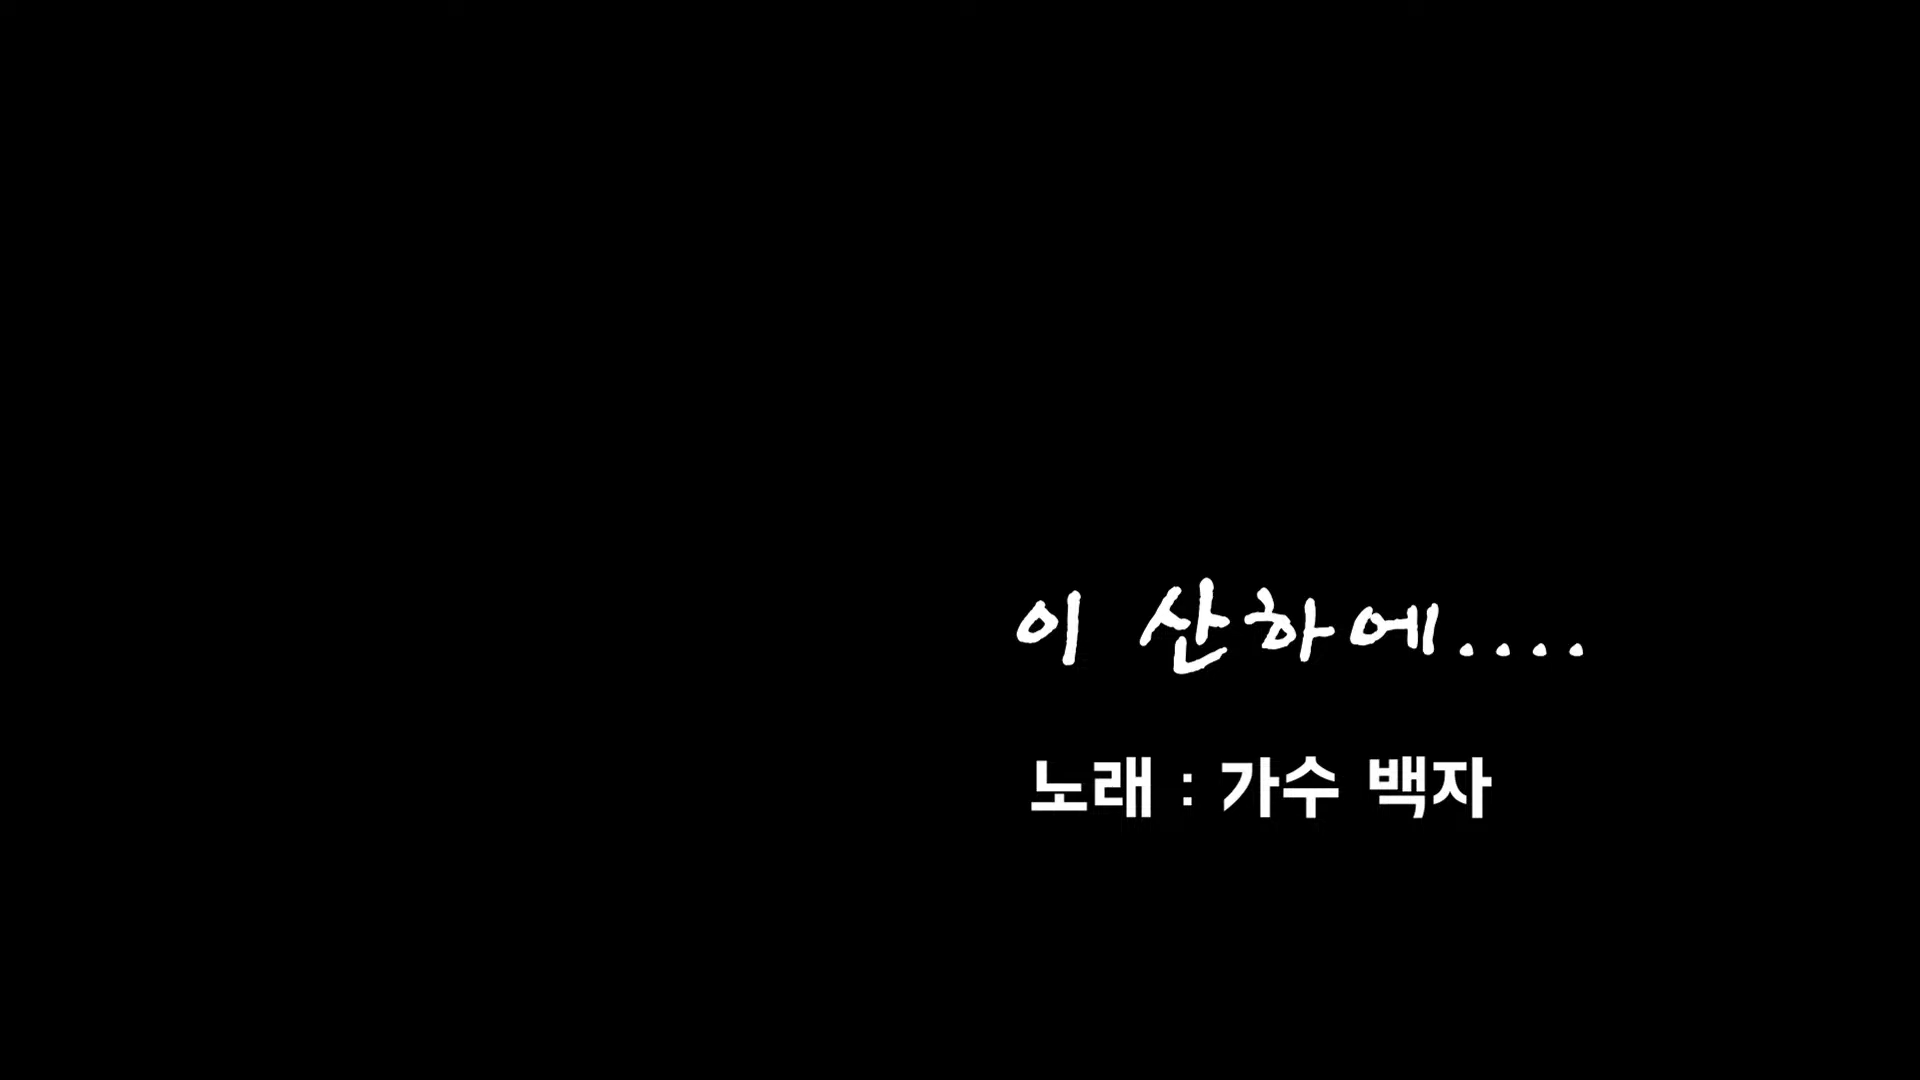 이 산하에....
노래 : 가수 백자